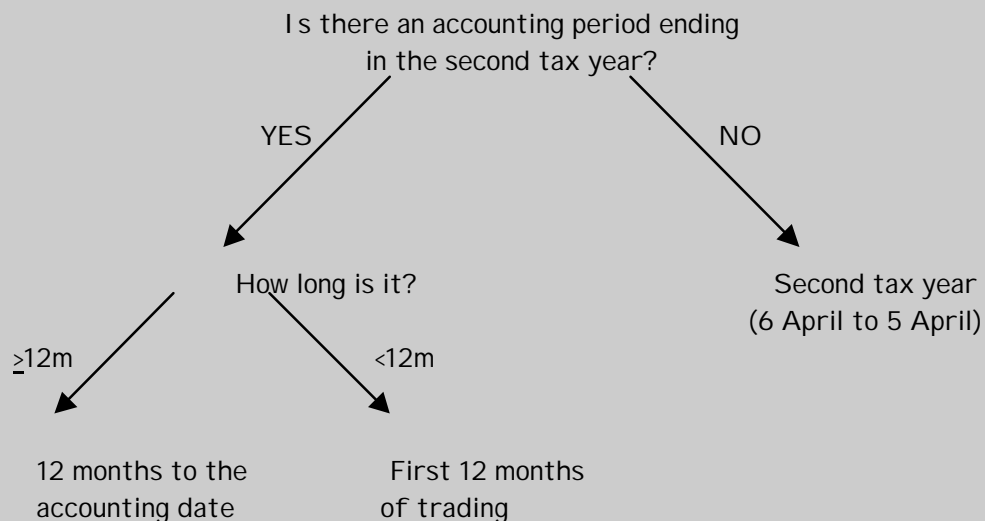 Is there an accounting period ending
in the second tax year?
YES
NO
How long is it?
Second tax year
(6 April to 5 April)
≥12m
<12m
12 months to the
accounting date
First 12 months
of trading